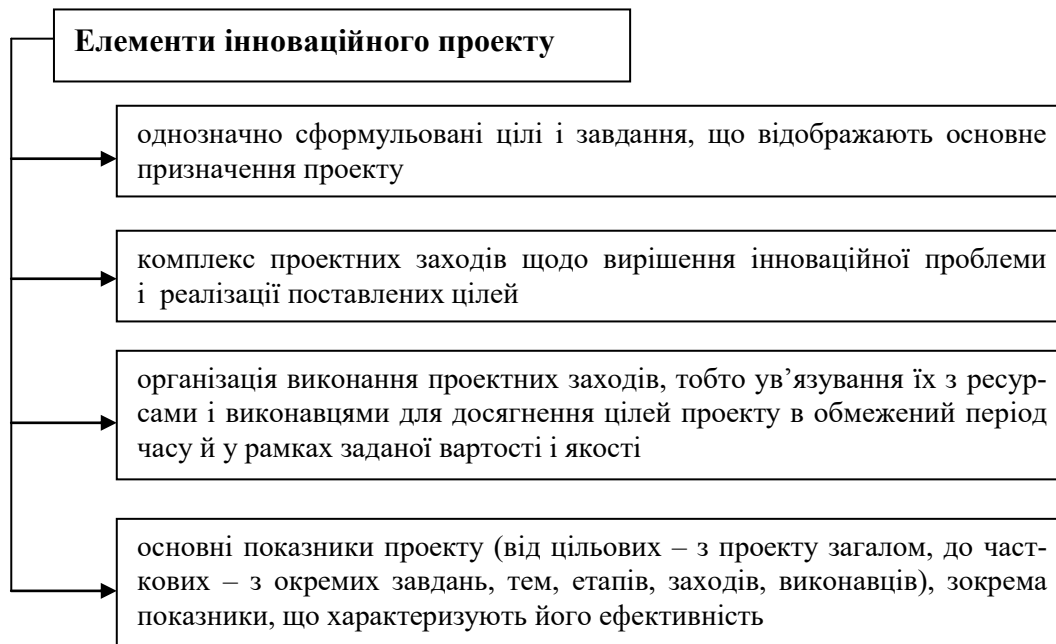 Елементи інноваційного проекту
однозначно сформульовані цілі і завдання, що відображають основне
призначення проекту
комплекс проектних заходів щодо вирішення інноваційної проблеми
і реалізації поставлених цілей
організація виконання проектних заходів, тобто ув’язування їх з ресур-
сами і виконавцями для досягнення цілей проекту в обмежений період
часу й у рамках заданої вартості і якості
основні показники проекту (від цільових – з проекту загалом, до част-
кових – з окремих завдань, тем, етапів, заходів, виконавців), зокрема
показники, що характеризують його ефективність